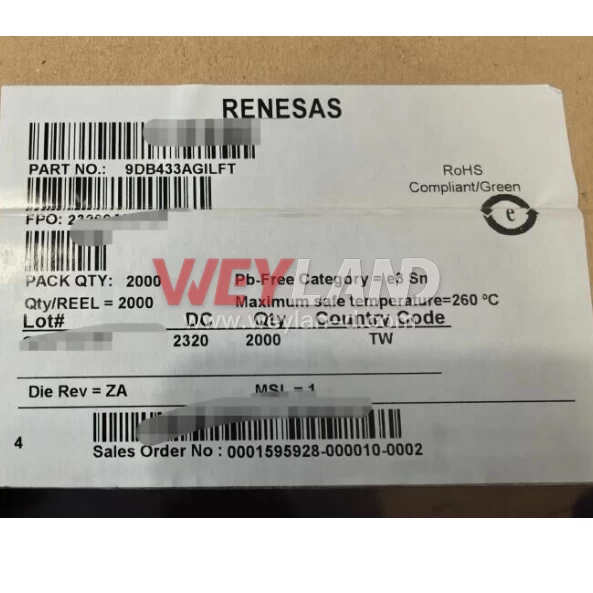 RENESAS
PART NO.: 9DB433AGILFT
RoHS
Compliant/Green
e
FPO:
PACK QTY: 2000 Pb-Free Category = e3 Sn
Qty/REEL = 2000 Maximum safe temperature=260 °C
WEYLAND
Lot# DC Qty Country Code
2320 2000 TW
Die Rev = ZA MSL = 1
4
Sales Order No : 0001595928-000010-0002